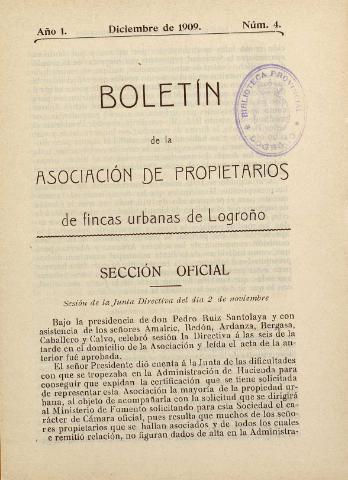 Año 1. Diciembre de 1909. Núm. 4.
BOLETÍN
de la
ASOCIACIÓN DE PROPIETARIOS
de fincas urbanas de Logroño
BIBLIOTECA PROVINCIAL
LOGROÑO
SECCIÓN OFICIAL
Sesión de la Junta Directiva del día 2 de noviembre
Bajo la presidencia de don Pedro Ruiz Santolaya y con
asistencia de los señores Amalric, Redón, Ardanza, Bergasa,
Caballero y Calvo, celebró sesión la Directiva á las seis de la
tarde en el domicilio de la Asociación y leída el acta de la an-
terior fué aprobada.
El señor Presidente dió cuenta á la Junta de las dificultades
con que se tropezaba en la Administración de Hacienda para
conseguir que expidan la certificación que se tiene solicitada
de representar esta Asociación la mayoría de la propiedad ur-
bana, al objeto de acompañarla con la solicitud que se dirigirá
al Ministerio de Fomento solicitando para esta Sociedad el ca-
rácter de Cámara oficial, pues resulta que muchos de los seño-
res propietarios que se hallan asociados y de todos los cuales
e remitió relación, no figuran dados de alta en la Administra-